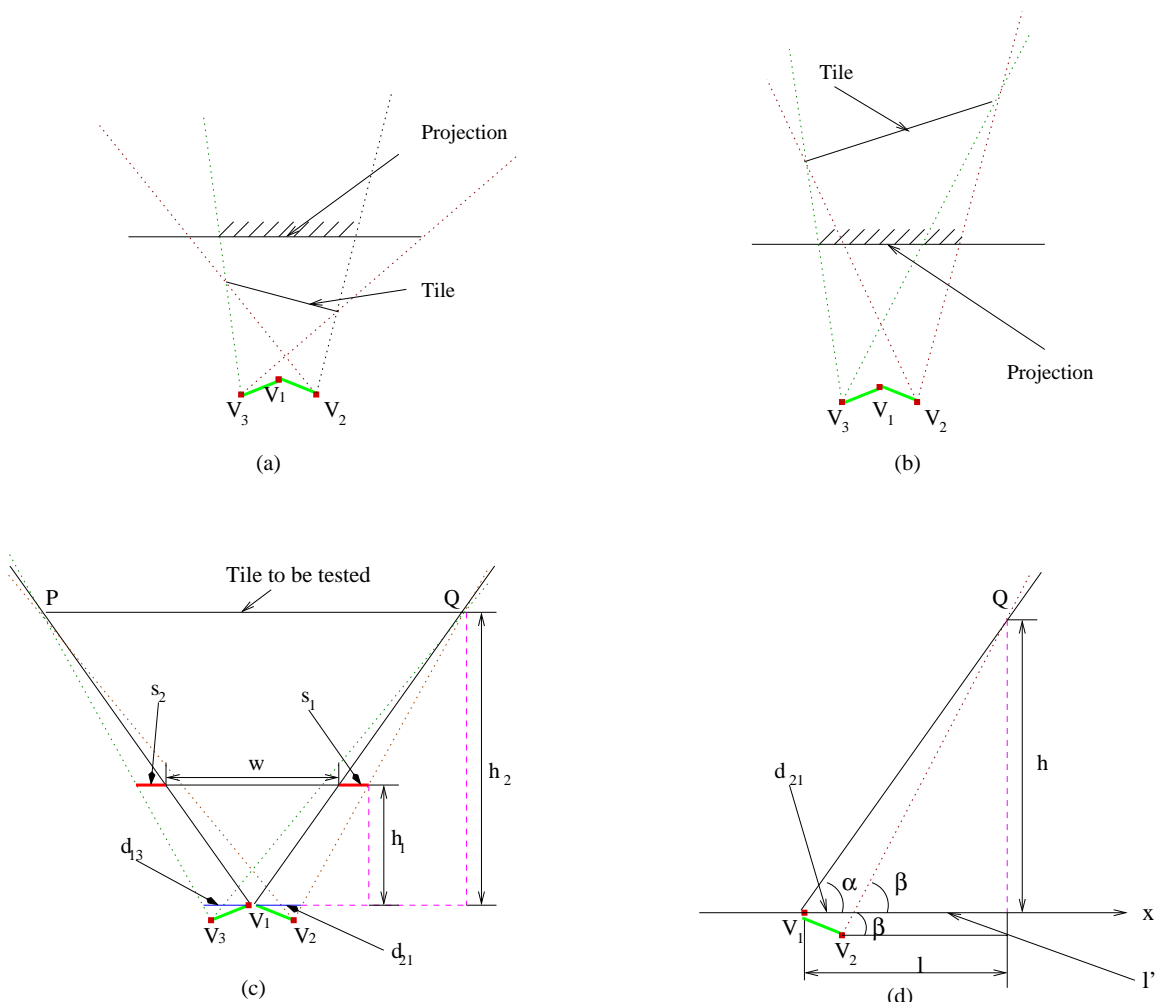 Projection
Tile
V3
V1
V2
(a)
Tile
Projection
V3
V1
V2
(b)
Tile to be tested
P
Q
s2
s1
w
h2
h1
d13
V1
V3
V2
d21
(c)
Q
d21
h
α
β
x
V1
β
V2
l
l'
(d)